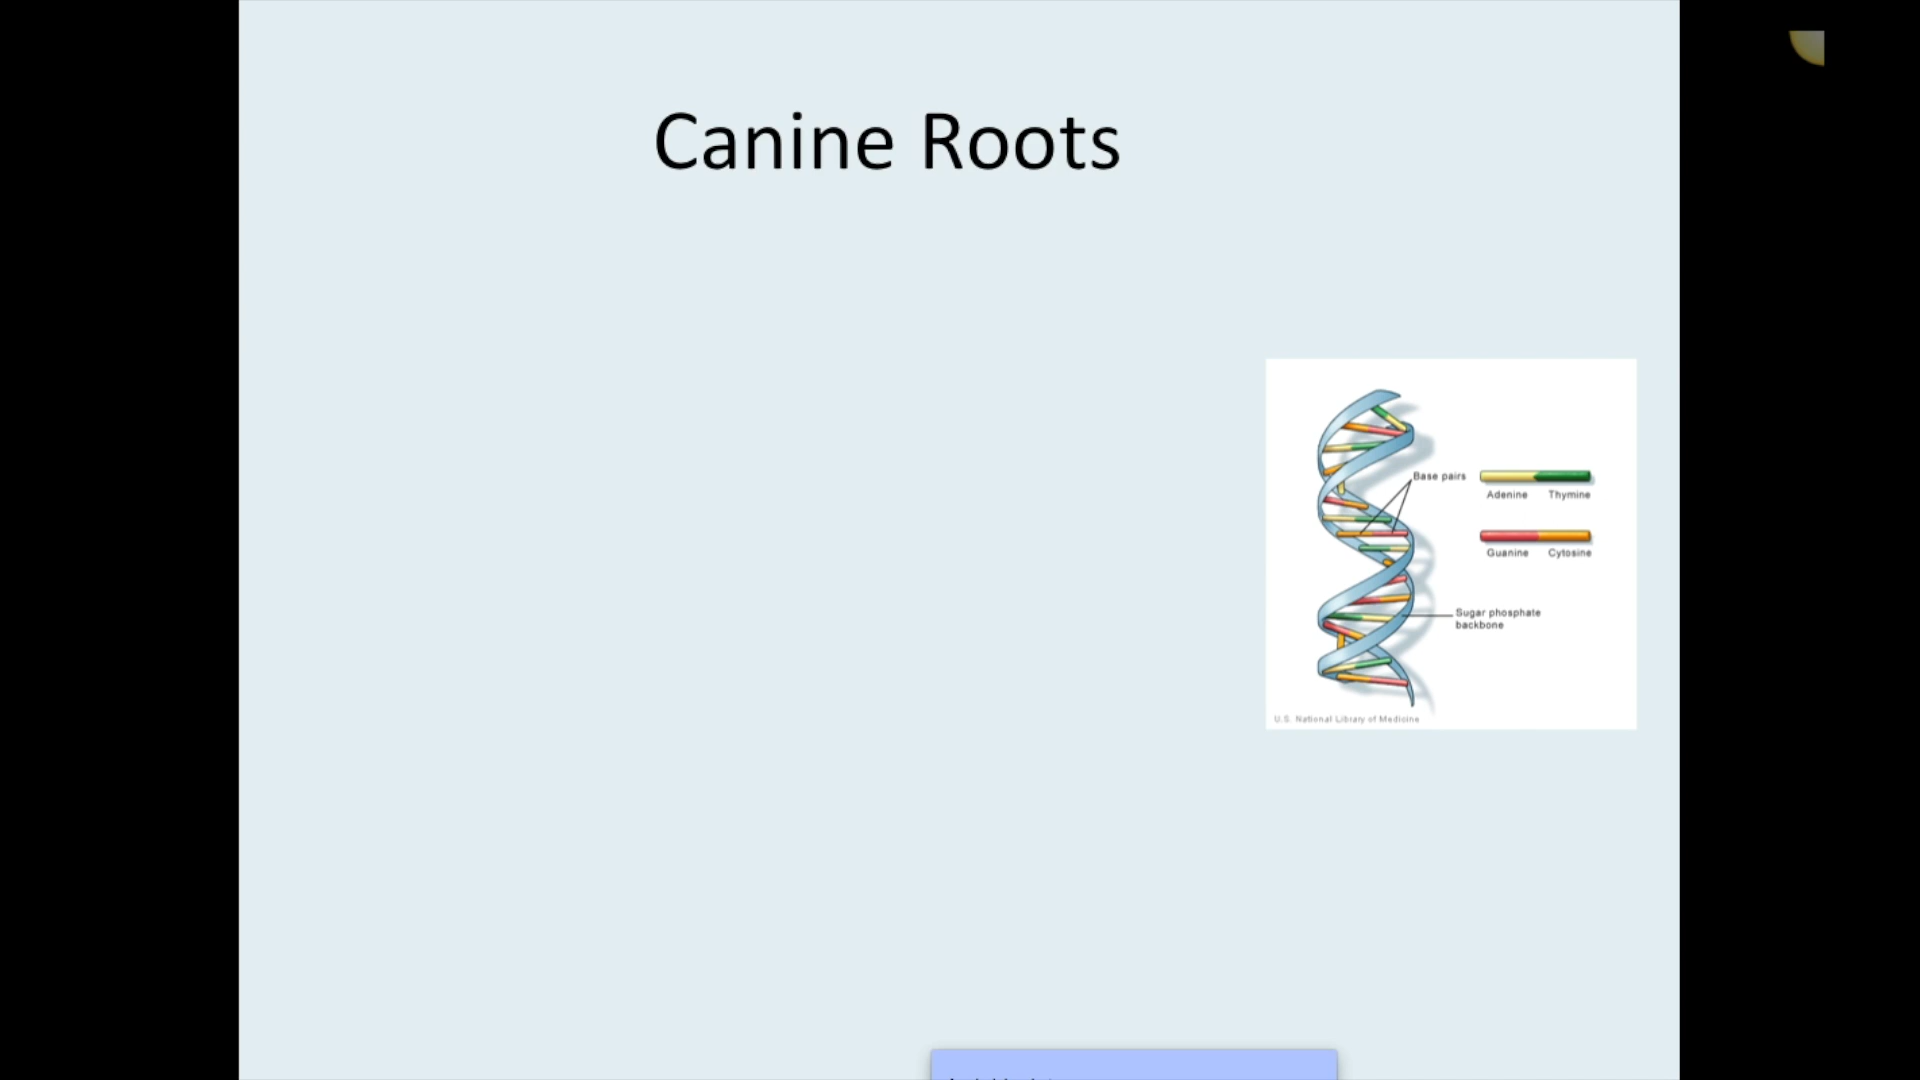 Canine Roots
Base pairs
Adenine Thymine
Guanine Cytosine
Sugar phosphate
backbone
U.S. National Library of Medicine